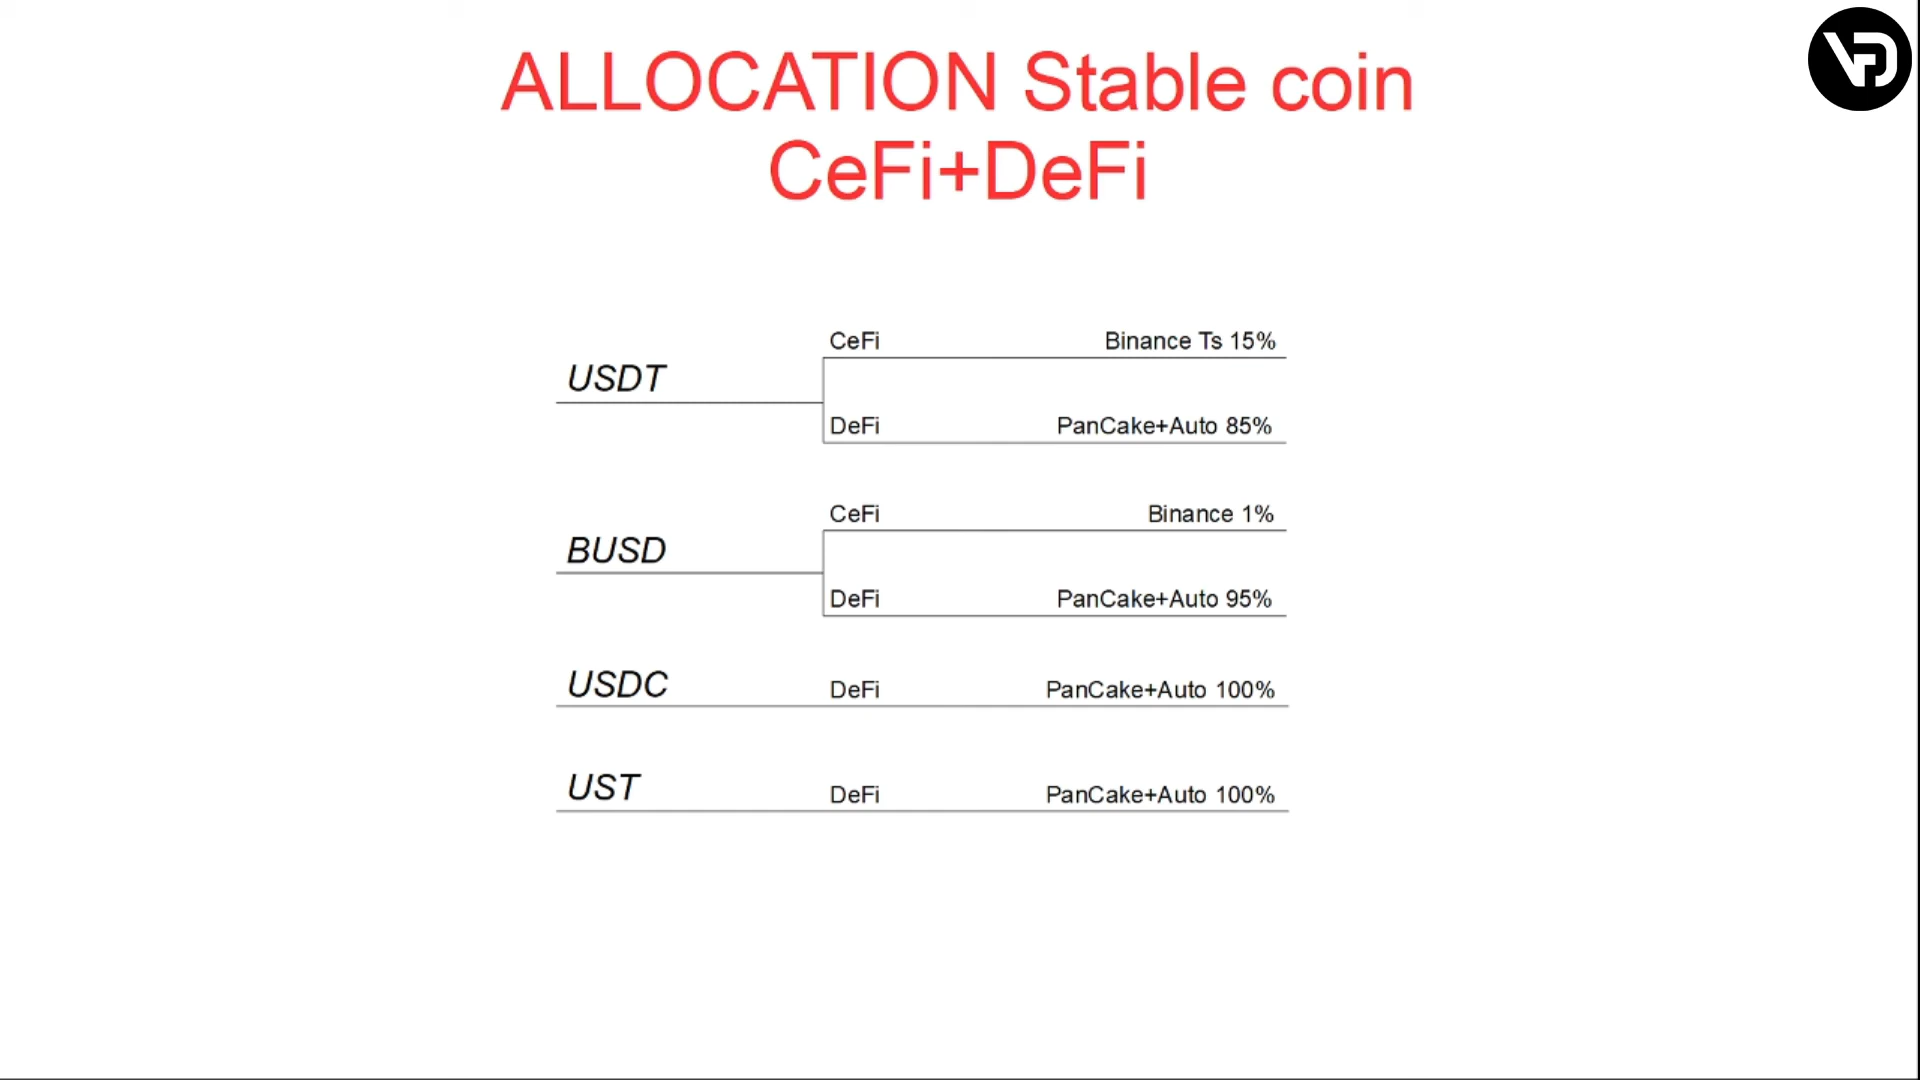 ALLOCATION Stable coin
CeFi+DeFi
CeFi Binance Ts 15%
USDT
DeFi PanCake+Auto 85%
CeFi Binance 1%
BUSD
DeFi PanCake+Auto 95%
USDC DeFi PanCake+Auto 100%
UST DeFi PanCake+Auto 100%